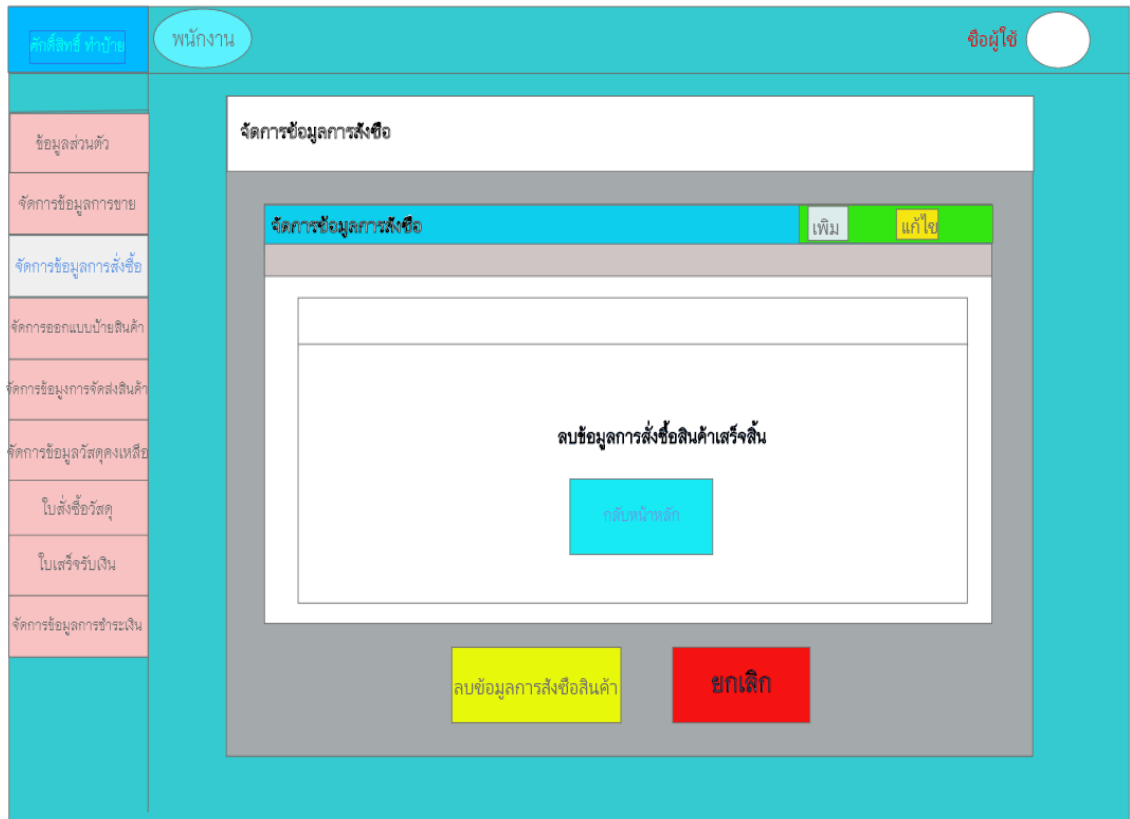 ศักดิ์สิทธิ์ ทำป้าย
พนักงาน
ชื่อผู้ใช้
ข้อมูลส่วนตัว
จัดการข้อมูลการขาย
จัดการข้อมูลการสั่งซื้อ
จัดการออกแบบป้ายสินค้า
จัดการข้อมูงการจัดส่งสินค้า
จัดการข้อมูลวัสดุคงเหลือ
ใบสั่งซื้อวัสดุ
ใบเสร็จรับเงิน
จัดการข้อมูลการชำระเงิน
จัดการข้อมูลการสั่งซื้อ
จัดการข้อมูลการสั่งซื้อ
เพิ่ม
แก้ไข
ลบข้อมูลการสั่งซื้อสินค้าเสร็จสิ้น
กลับหน้าหลัก
ลบข้อมูลการสั่งซื้อสินค้า
ยกเลิก